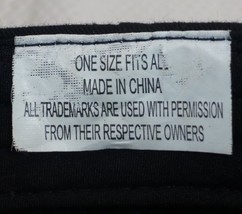 ONE SIZE FITS ALL
MADE IN CHINA
ALL TRADEMARKS ARE USED WITH PERMISSION
FROM THEIR RESPECTIVE OWNERS